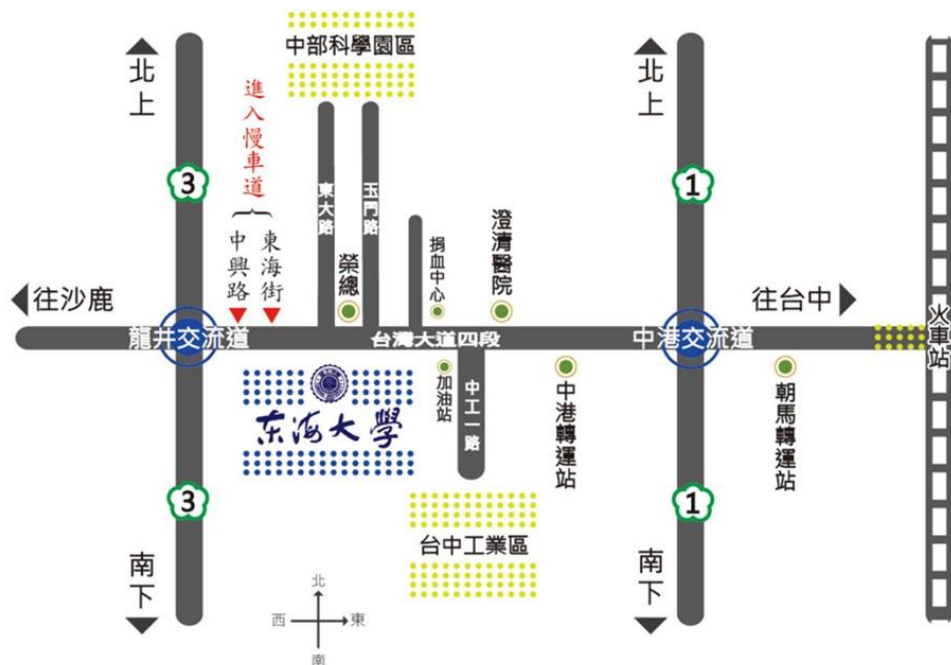 中部科學園區
北上
北上
進入慢車道
3
1
東大路
玉門路
中興路
東海街
榮總
捐血中心
澄清醫院
往沙鹿
往台中
火車站
龍井交流道
台灣大道四段
中港交流道
东海大學
加油站
中工一路
中港轉運站
朝馬轉運站
3
1
台中工業區
南下
南下
北
西
東
南